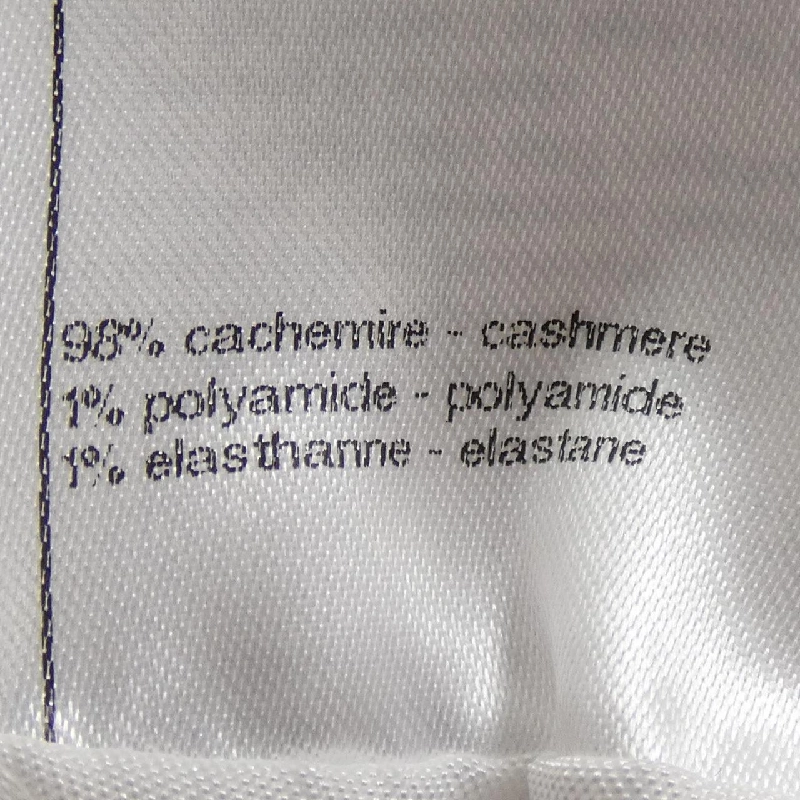 98% cachemire - cashmere
1% polyamide - polyamide
1% elasthanne - elastane